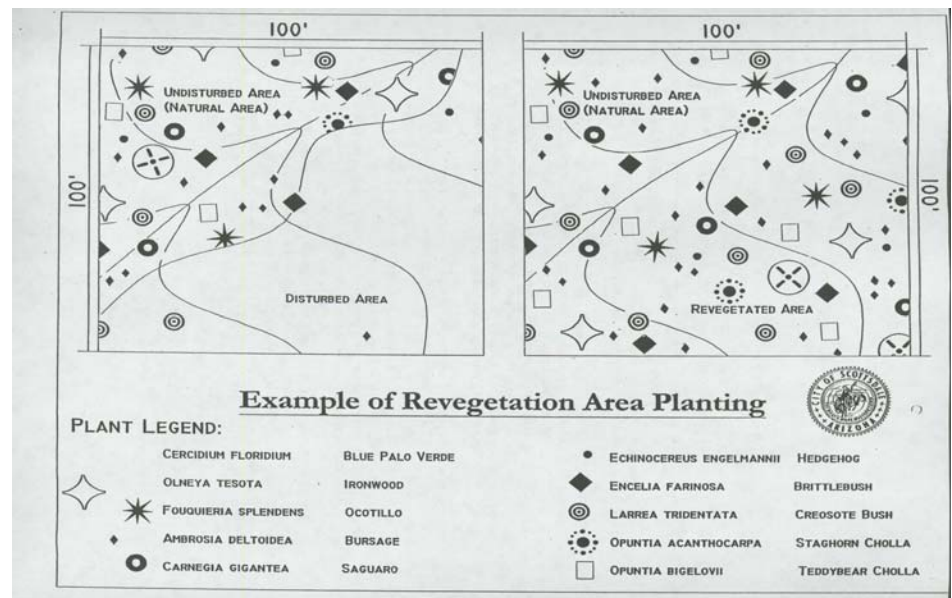 100'
100'
UNDISTURBED AREA
(NATURAL AREA)
100'
DISTURBED AREA
UNDISTURBED AREA
(NATURAL AREA)
100'
REVEGETATED AREA
Example of Revegetation Area Planting
CITY OF SCOTTSDALE
ARIZONA
PLANT LEGEND:
CERCIDIUM FLORIDIUM BLUE PALO VERDE
OLNEYA TESOTA IRONWOOD
FOUQUIERIA SPLENDENS OCOTILLO
AMBROSIA DELTOIDEA BURSAGE
CARNEGIA GIGANTEA SAGUARO
ECHINOCEREUS ENGELMANNII HEDGEHOG
ENCELIA FARINOSA BRITTLEBUSH
LARREA TRIDENTATA CREOSOTE BUSH
OPUNTIA ACANTHOCARPA STAGHORN CHOLLA
OPUNTIA BIGELOVII TEDDYBEAR CHOLLA